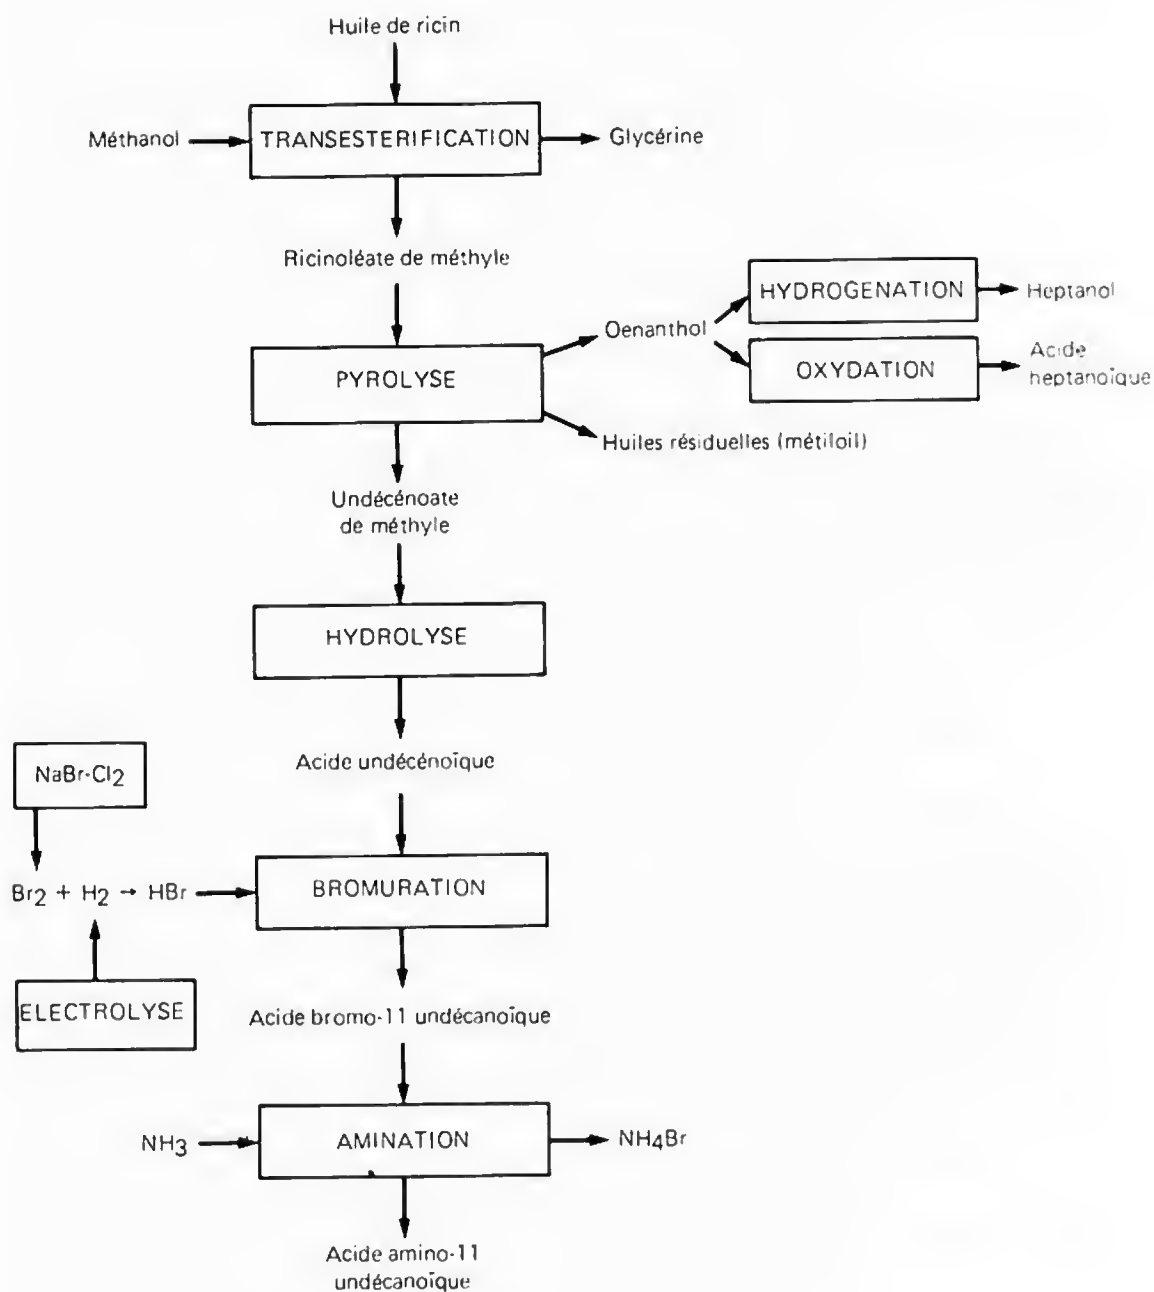 Huile de ricin
Méthanol
TRANSESTERIFICATION
Glycérine
Ricinoléate de méthyle
HYDROGENATION
Heptanol
Oenanthol
PYROLYSE
OXYDATION
Acide
heptanoïque
Huiles résiduelles (métiloil)
Undécénoate
de méthyle
HYDROLYSE
Acide undécénoïque
NaBr-Cl2
Br2 + H2 → HBr
BROMURATION
ELECTROLYSE
Acide bromo-11 undécanoïque
NH3
AMINATION
NH4Br
Acide amino-11
undécanoïque